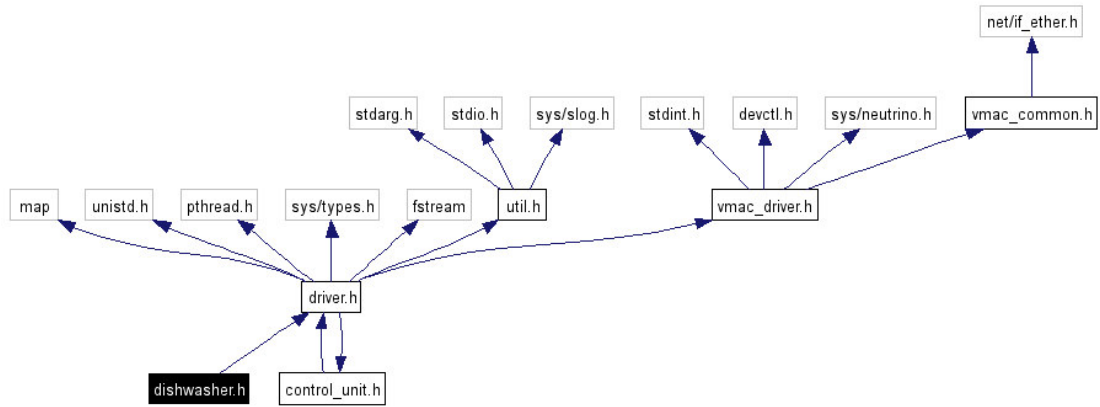 net/if_ether.h
stdarg.h
stdio.h
sys/slog.h
stdint.h
devctl.h
sys/neutrino.h
vmac_common.h
map
unistd.h
pthread.h
sys/types.h
fstream
util.h
vmac_driver.h
driver.h
dishwasher.h
control_unit.h